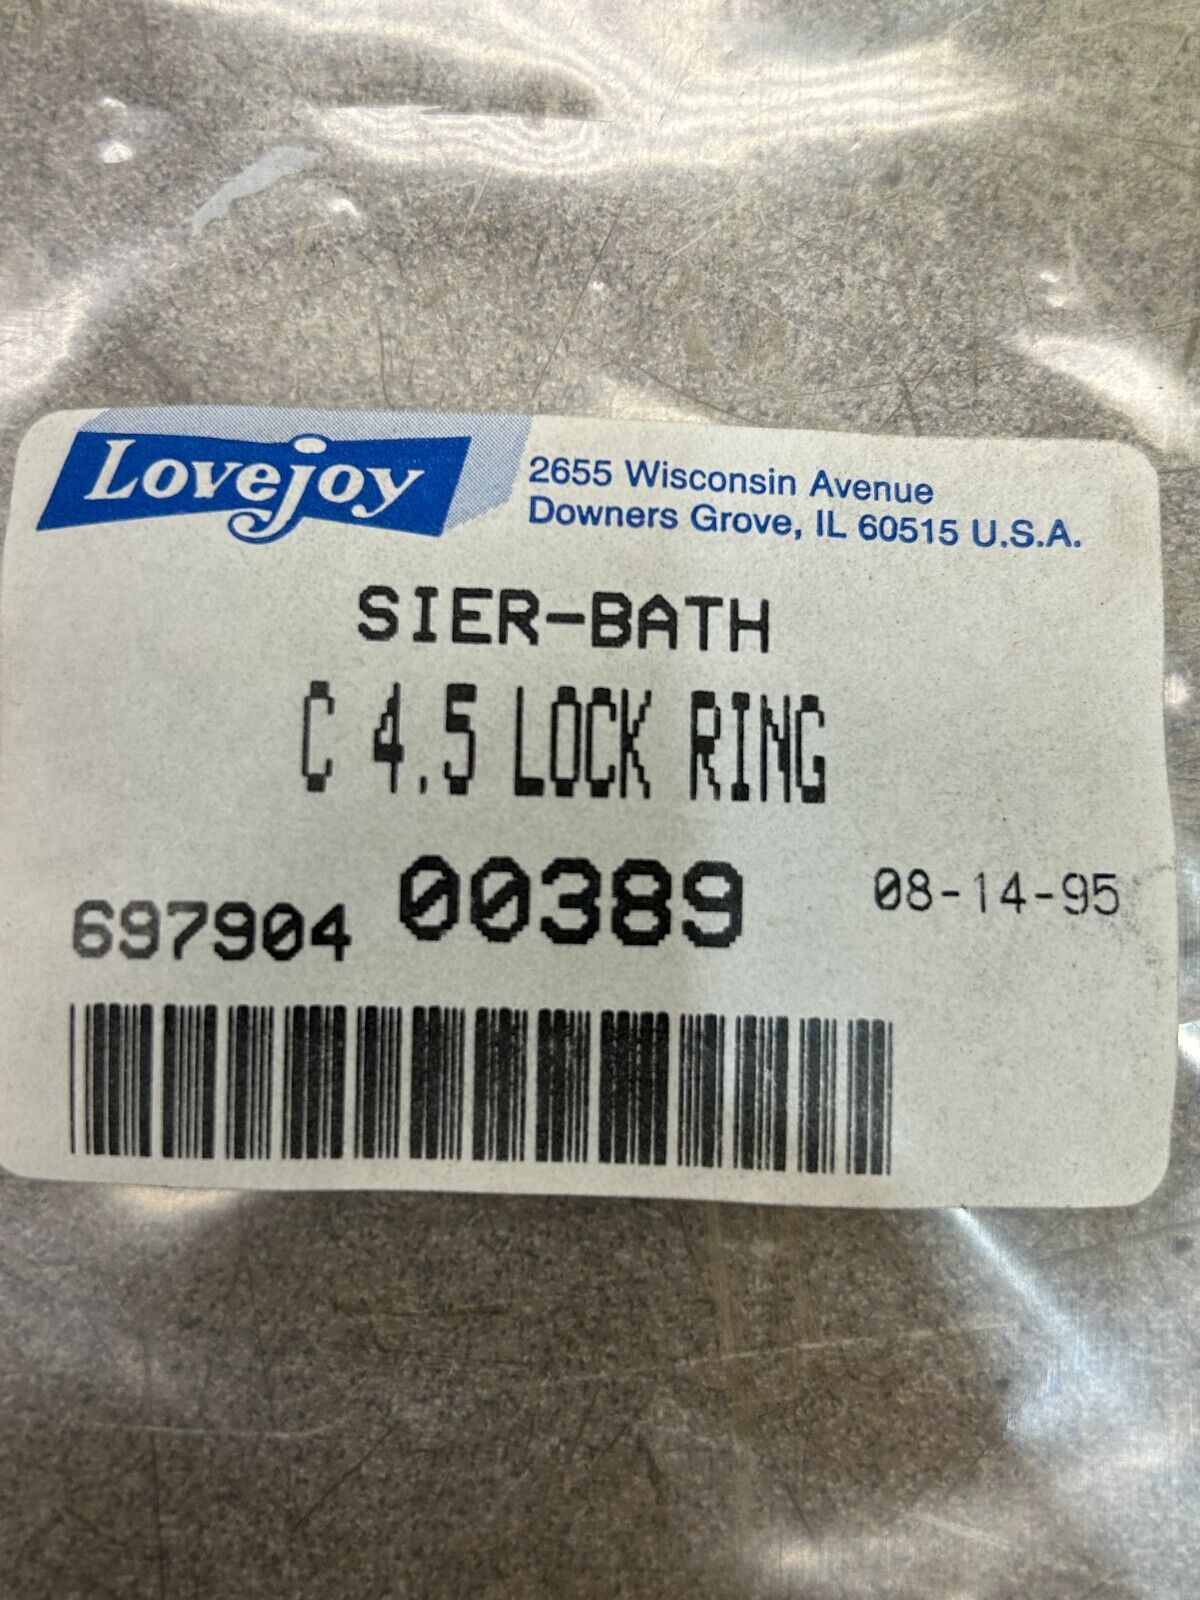 Lovejoy
2655 Wisconsin Avenue
Downers Grove, IL 60515 U.S.A.
SIER-BATH
C 4.5 LOCK RING
697904 00389 08-14-95